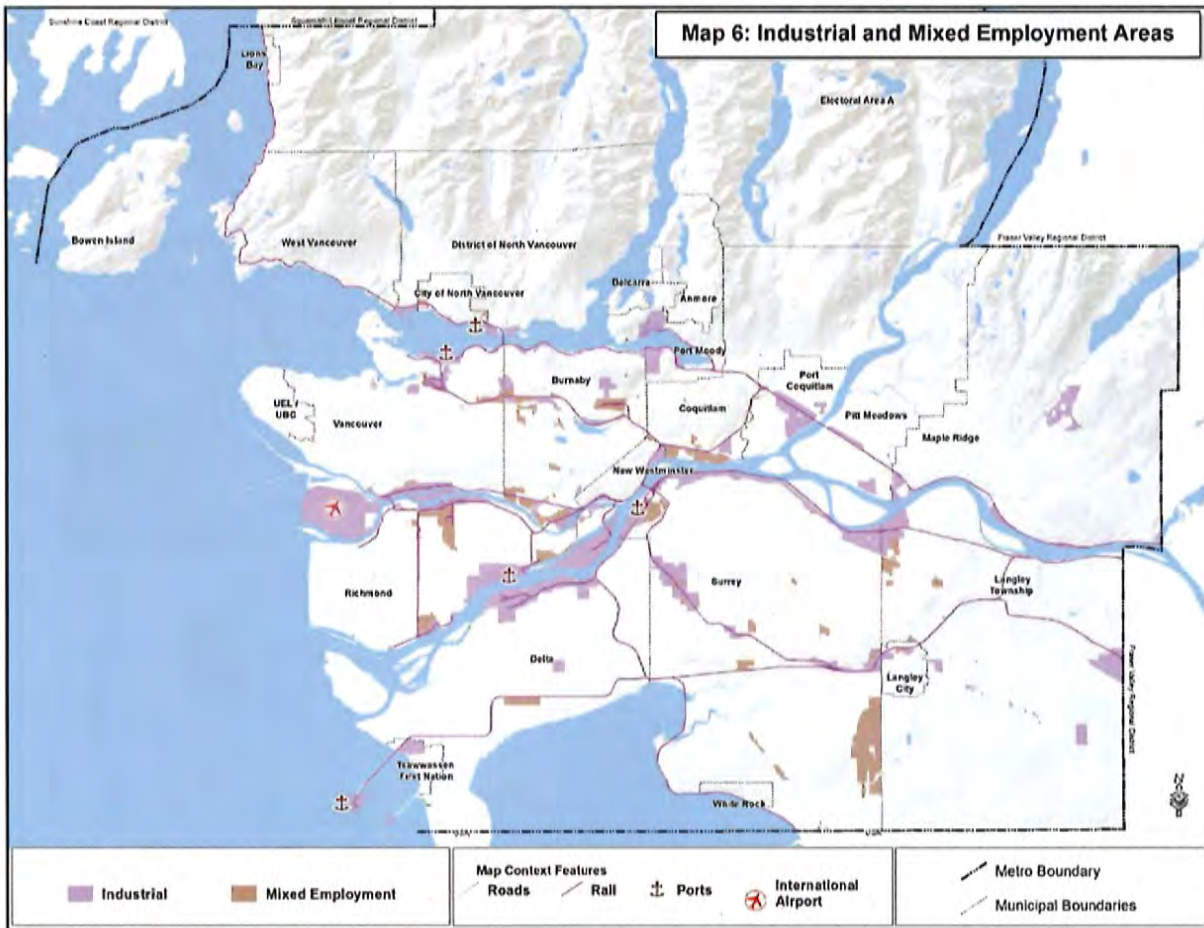 Sunshine Coast Regional District
Squamish Lillooet Regional District
Map 6: Industrial and Mixed Employment Areas
Lions
Bay
Electoral Area A
Bowen Island
West Vancouver
District of North Vancouver
Fraser Valley Regional District
City of North Vancouver
Belcarra
Anmore
Port Moody
Burnaby
Port
Coquitlam
Coquitlam
Pitt Meadows
UEL /
UBC
Vancouver
Maple Ridge
New Westminster
Richmond
Surrey
Langley
Township
Delta
Langley
City
Fraser Valley Regional District
Tsawwassen
First Nation
White Rock
USA
USA
Industrial
Mixed Employment
Map Context Features
Roads
Rail
Ports
International
Airport
Metro Boundary
Municipal Boundaries